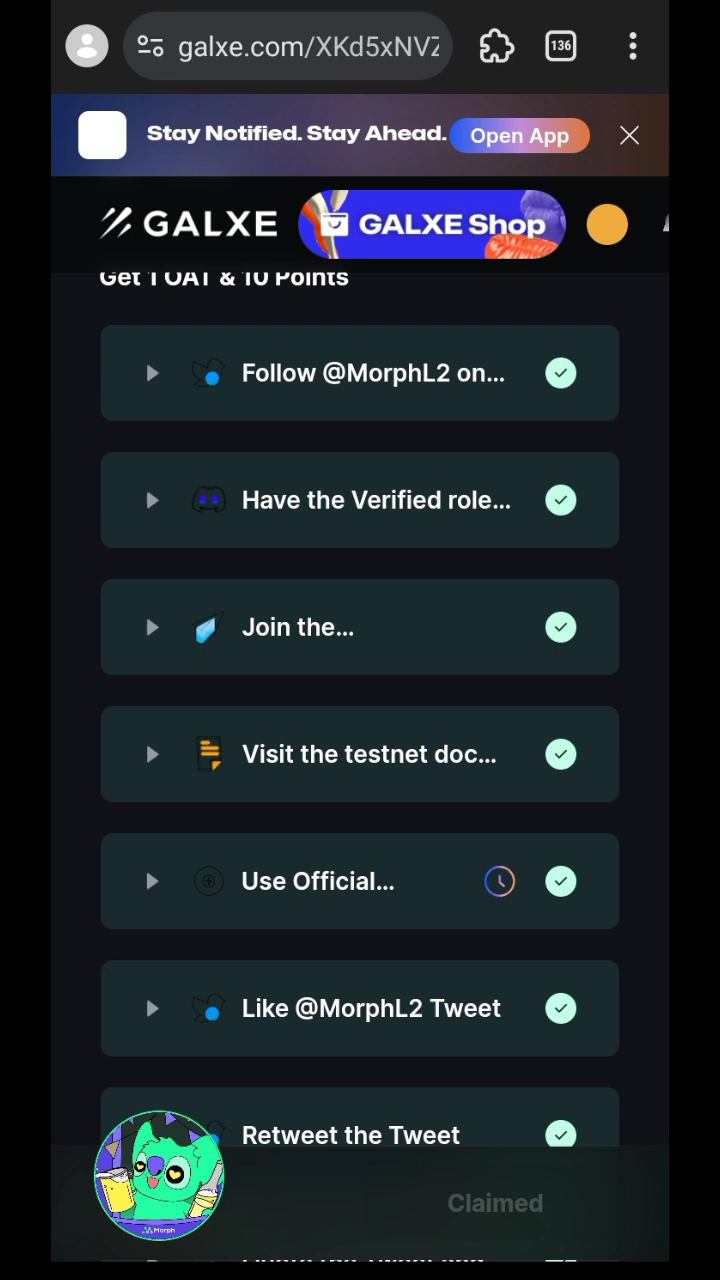 galxe.com/XKd5xNVZ
136
Stay Notified. Stay Ahead.
Open App
GALXE
GALXE Shop
Get 1 OAT & 10 Points
Follow @MorphL2 on...
Have the Verified role...
Join the...
Visit the testnet doc...
Use Official...
Like @MorphL2 Tweet
Retweet the Tweet
Morph
Claimed